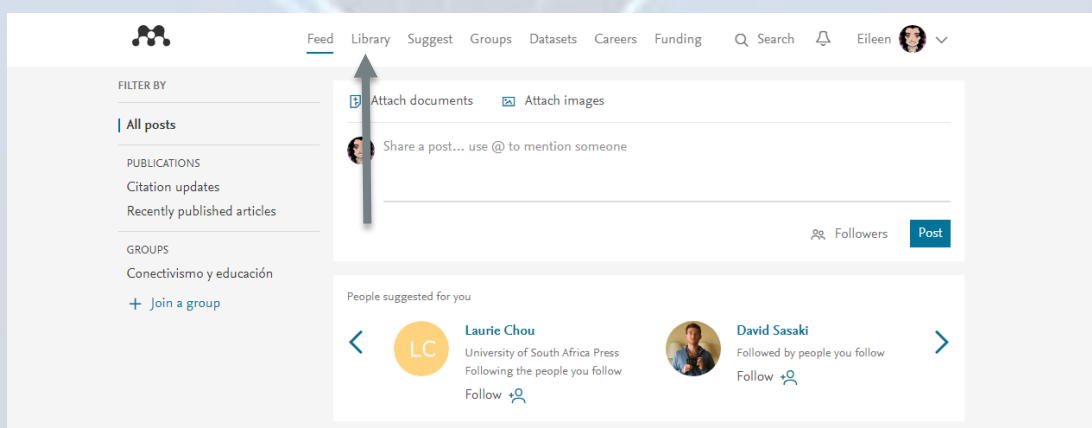 Feed Library Suggest Groups Datasets Careers Funding Search Eileen
FILTER BY
All posts
PUBLICATIONS
Citation updates
Recently published articles
GROUPS
Conectivismo y educación
+ Join a group
Attach documents Attach images
Share a post... use @ to mention someone
Followers Post
People suggested for you
LC
Laurie Chou
University of South Africa Press
Following the people you follow
Follow
David Sasaki
Followed by people you follow
Follow